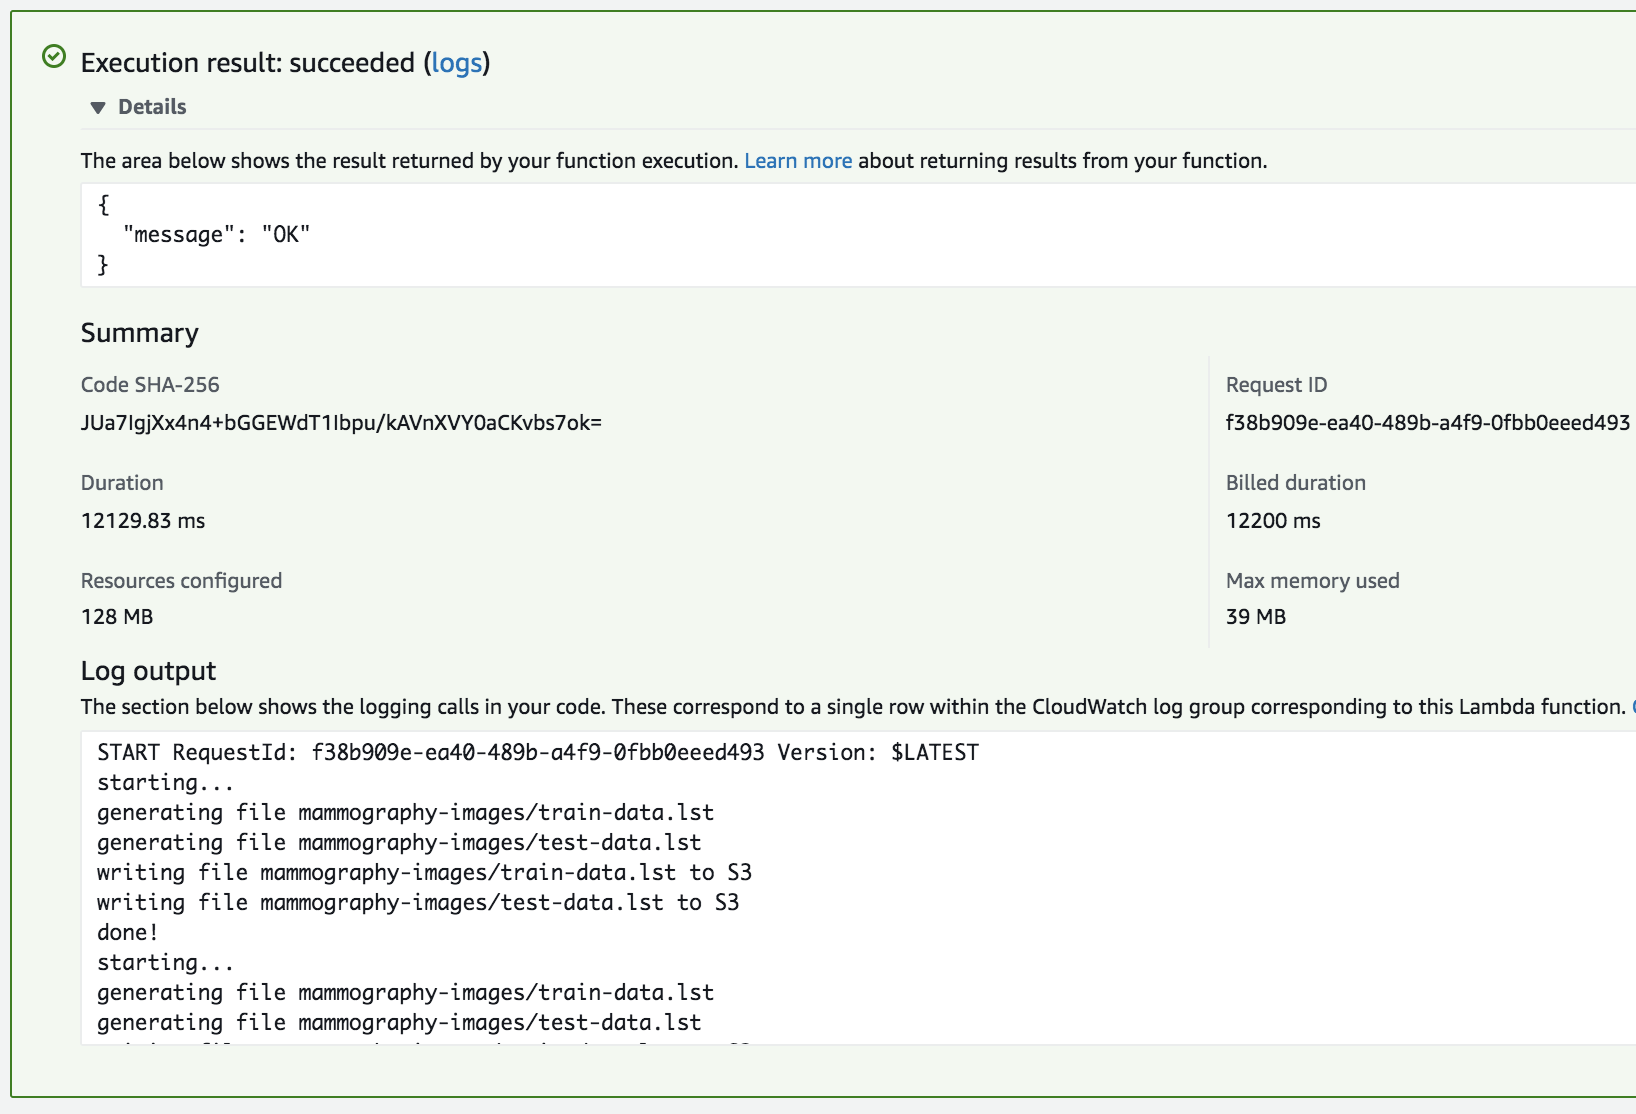 Execution result: succeeded (logs)
Details
The area below shows the result returned by your function execution. Learn more about returning results from your function.
{
"message": "OK"
}
Summary
Code SHA-256
JUa7IgjXx4n4+bGGEWdT1Ibpu/kAVnXVY0aCKvbs7ok=
Request ID
f38b909e-ea40-489b-a4f9-0fbb0eeed493
Duration
12129.83 ms
Billed duration
12200 ms
Resources configured
128 MB
Max memory used
39 MB
Log output
The section below shows the logging calls in your code. These correspond to a single row within the CloudWatch log group corresponding to this Lambda function.
START RequestId: f38b909e-ea40-489b-a4f9-0fbb0eeed493 Version: $LATEST
starting...
generating file mammography-images/train-data.lst
generating file mammography-images/test-data.lst
writing file mammography-images/train-data.lst to S3
writing file mammography-images/test-data.lst to S3
done!
starting...
generating file mammography-images/train-data.lst
generating file mammography-images/test-data.lst